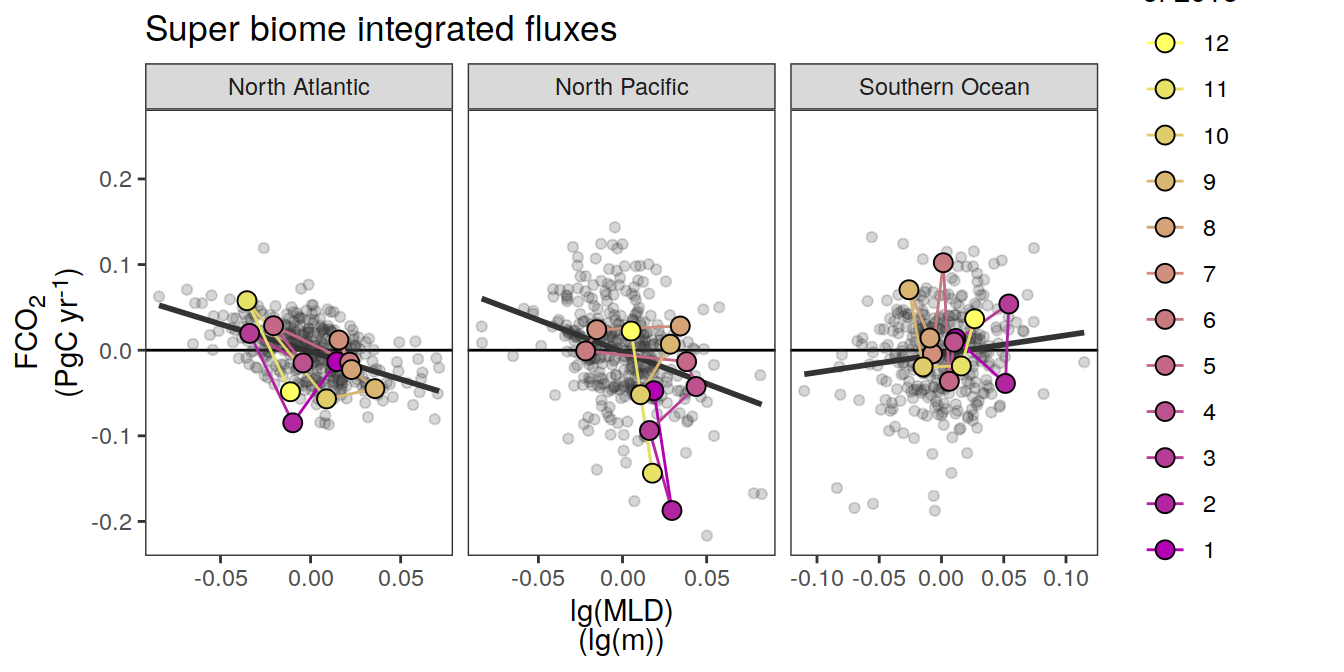 Super biome integrated fluxes
North Atlantic
North Pacific
Southern Ocean
FCO2
(PgC yr-1)
0.2
0.1
0.0
-0.1
-0.2
-0.05 0.00 0.05
-0.05 0.00 0.05
-0.10 -0.05 0.00 0.05 0.10
lg(MLD)
(lg(m))
12
11
10
9
8
7
6
5
4
3
2
1